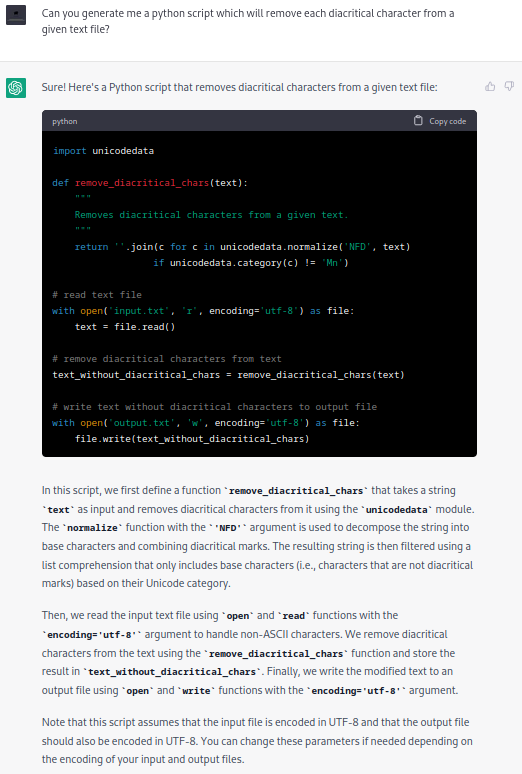 Can you generate me a python script which will remove each diacritical character from a
given text file?
Sure! Here's a Python script that removes diacritical characters from a given text file:
python Copy code
import unicodedata
def remove_diacritical_chars(text):
    """
    Removes diacritical characters from a given text.
    """
    return ''.join(c for c in unicodedata.normalize('NFD', text)
                  if unicodedata.category(c) != 'Mn')
# read text file
with open('input.txt', 'r', encoding='utf-8') as file:
    text = file.read()
# remove diacritical characters from text
text_without_diacritical_chars = remove_diacritical_chars(text)
# write text without diacritical characters to output file
with open('output.txt', 'w', encoding='utf-8') as file:
    file.write(text_without_diacritical_chars)
In this script, we first define a function `remove_diacritical_chars` that takes a string
`text` as input and removes diacritical characters from it using the `unicodedata` module.
The `normalize` function with the `'NFD'` argument is used to decompose the string into
base characters and combining diacritical marks. The resulting string is then filtered using a
list comprehension that only includes base characters (i.e., characters that are not diacritical
marks) based on their Unicode category.
Then, we read the input text file using `open` and `read` functions with the
`encoding='utf-8'` argument to handle non-ASCII characters. We remove diacritical
characters from the text using the `remove_diacritical_chars` function and store the
result in `text_without_diacritical_chars`. Finally, we write the modified text to an
output file using `open` and `write` functions with the `encoding='utf-8'` argument.
Note that this script assumes that the input file is encoded in UTF-8 and that the output file
should also be encoded in UTF-8. You can change these parameters if needed depending on
the encoding of your input and output files.